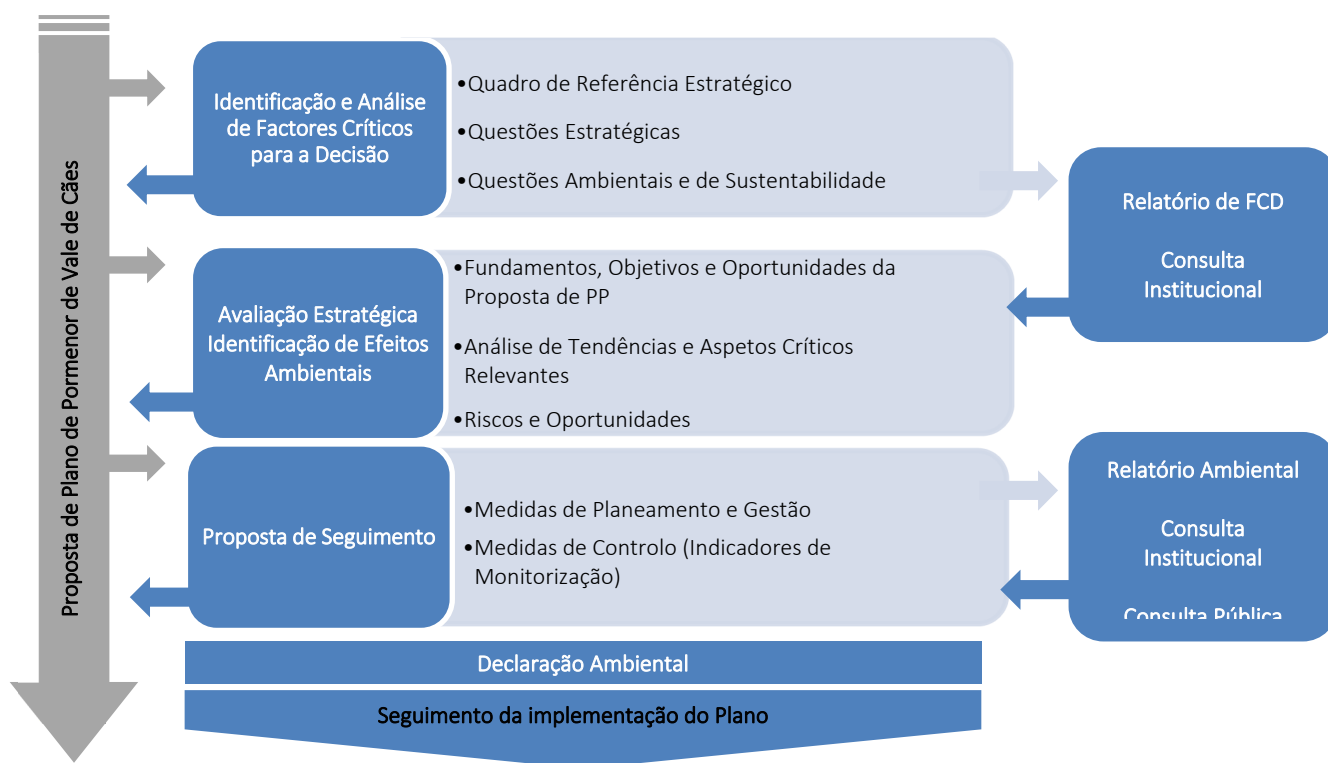 Proposta de Plano de Pormenor de Vale de Cães
Identificação e Análise
de Factores Críticos
para a Decisão
•Quadro de Referência Estratégico
•Questões Estratégicas
•Questões Ambientais e de Sustentabilidade
Relatório de FCD
Consulta
Institucional
Avaliação Estratégica
Identificação de Efeitos
Ambientais
•Fundamentos, Objetivos e Oportunidades da
Proposta de PP
•Análise de Tendências e Aspetos Críticos
Relevantes
•Riscos e Oportunidades
Proposta de Seguimento
•Medidas de Planeamento e Gestão
•Medidas de Controlo (Indicadores de
Monitorização)
Relatório Ambiental
Consulta
Institucional
Consulta Pública
Declaração Ambiental
Seguimento da implementação do Plano